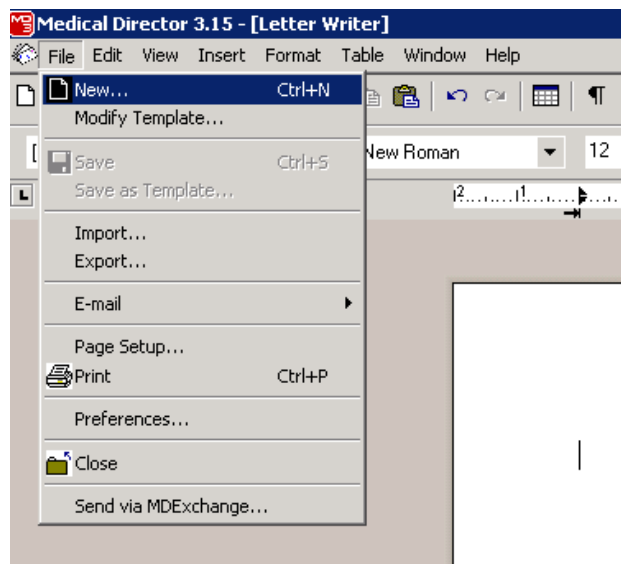 Medical Director 3.15 - [Letter Writer]
File Edit View Insert Format Table Window Help
New... Ctrl+N
Modify Template...
New Roman 12
Save Ctrl+S
Save as Template...
L 2 1
Import...
Export...
E-mail
Page Setup...
Print Ctrl+P
Preferences...
Close
Send via MDExchange...